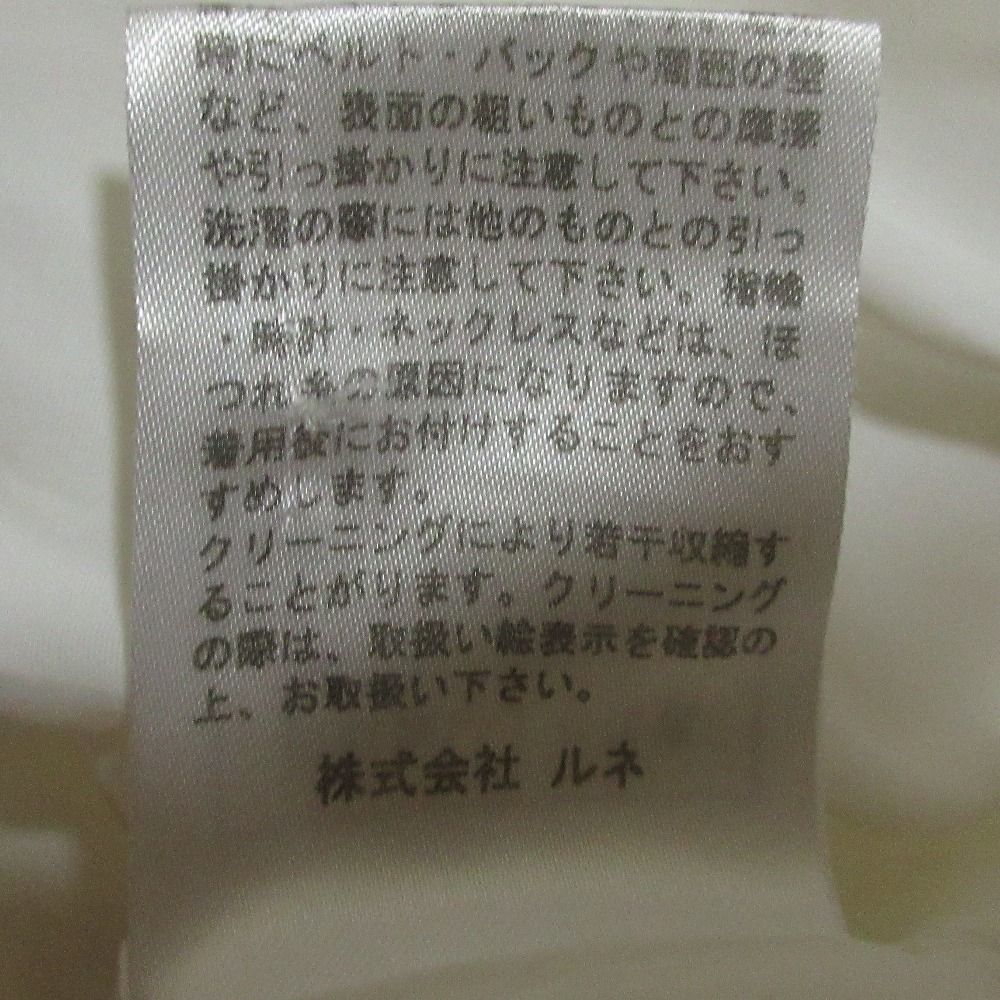 時にベルト・バックや周囲の壁
など、表面の粗いものとの摩擦
や引っ掛かりに注意して下さい。
洗濯の際には他のものとの引っ
掛かりに注意して下さい。指輪
・時計・ネックレスなどは、ほ
つれ の原因になりますので、
着用後にお付けすることをおす
すめします。
クリーニングにより若干収縮す
ることがります。クリーニング
の際は、取扱い絵表示を確認の
上、お取扱い下さい。
株式会社 ルネ